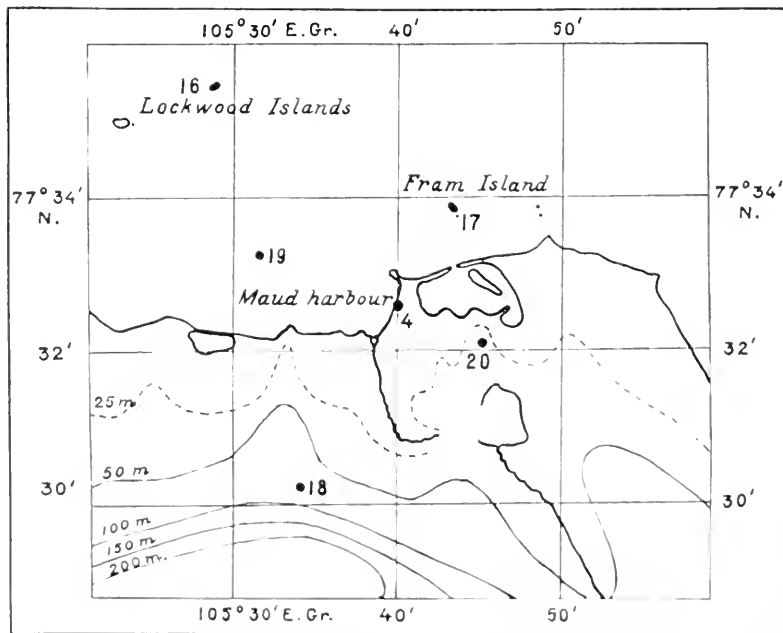 105° 30' E. Gr. 40' 50'
16
Lockwood Islands
77° 34' N.
Fram Island
77° 34' N.
17
19
Maud harbour
4
32'
20
32'
25 m
50 m
18
30'
30'
100 m
150 m
200 m.
105° 30' E. Gr. 40' 50'